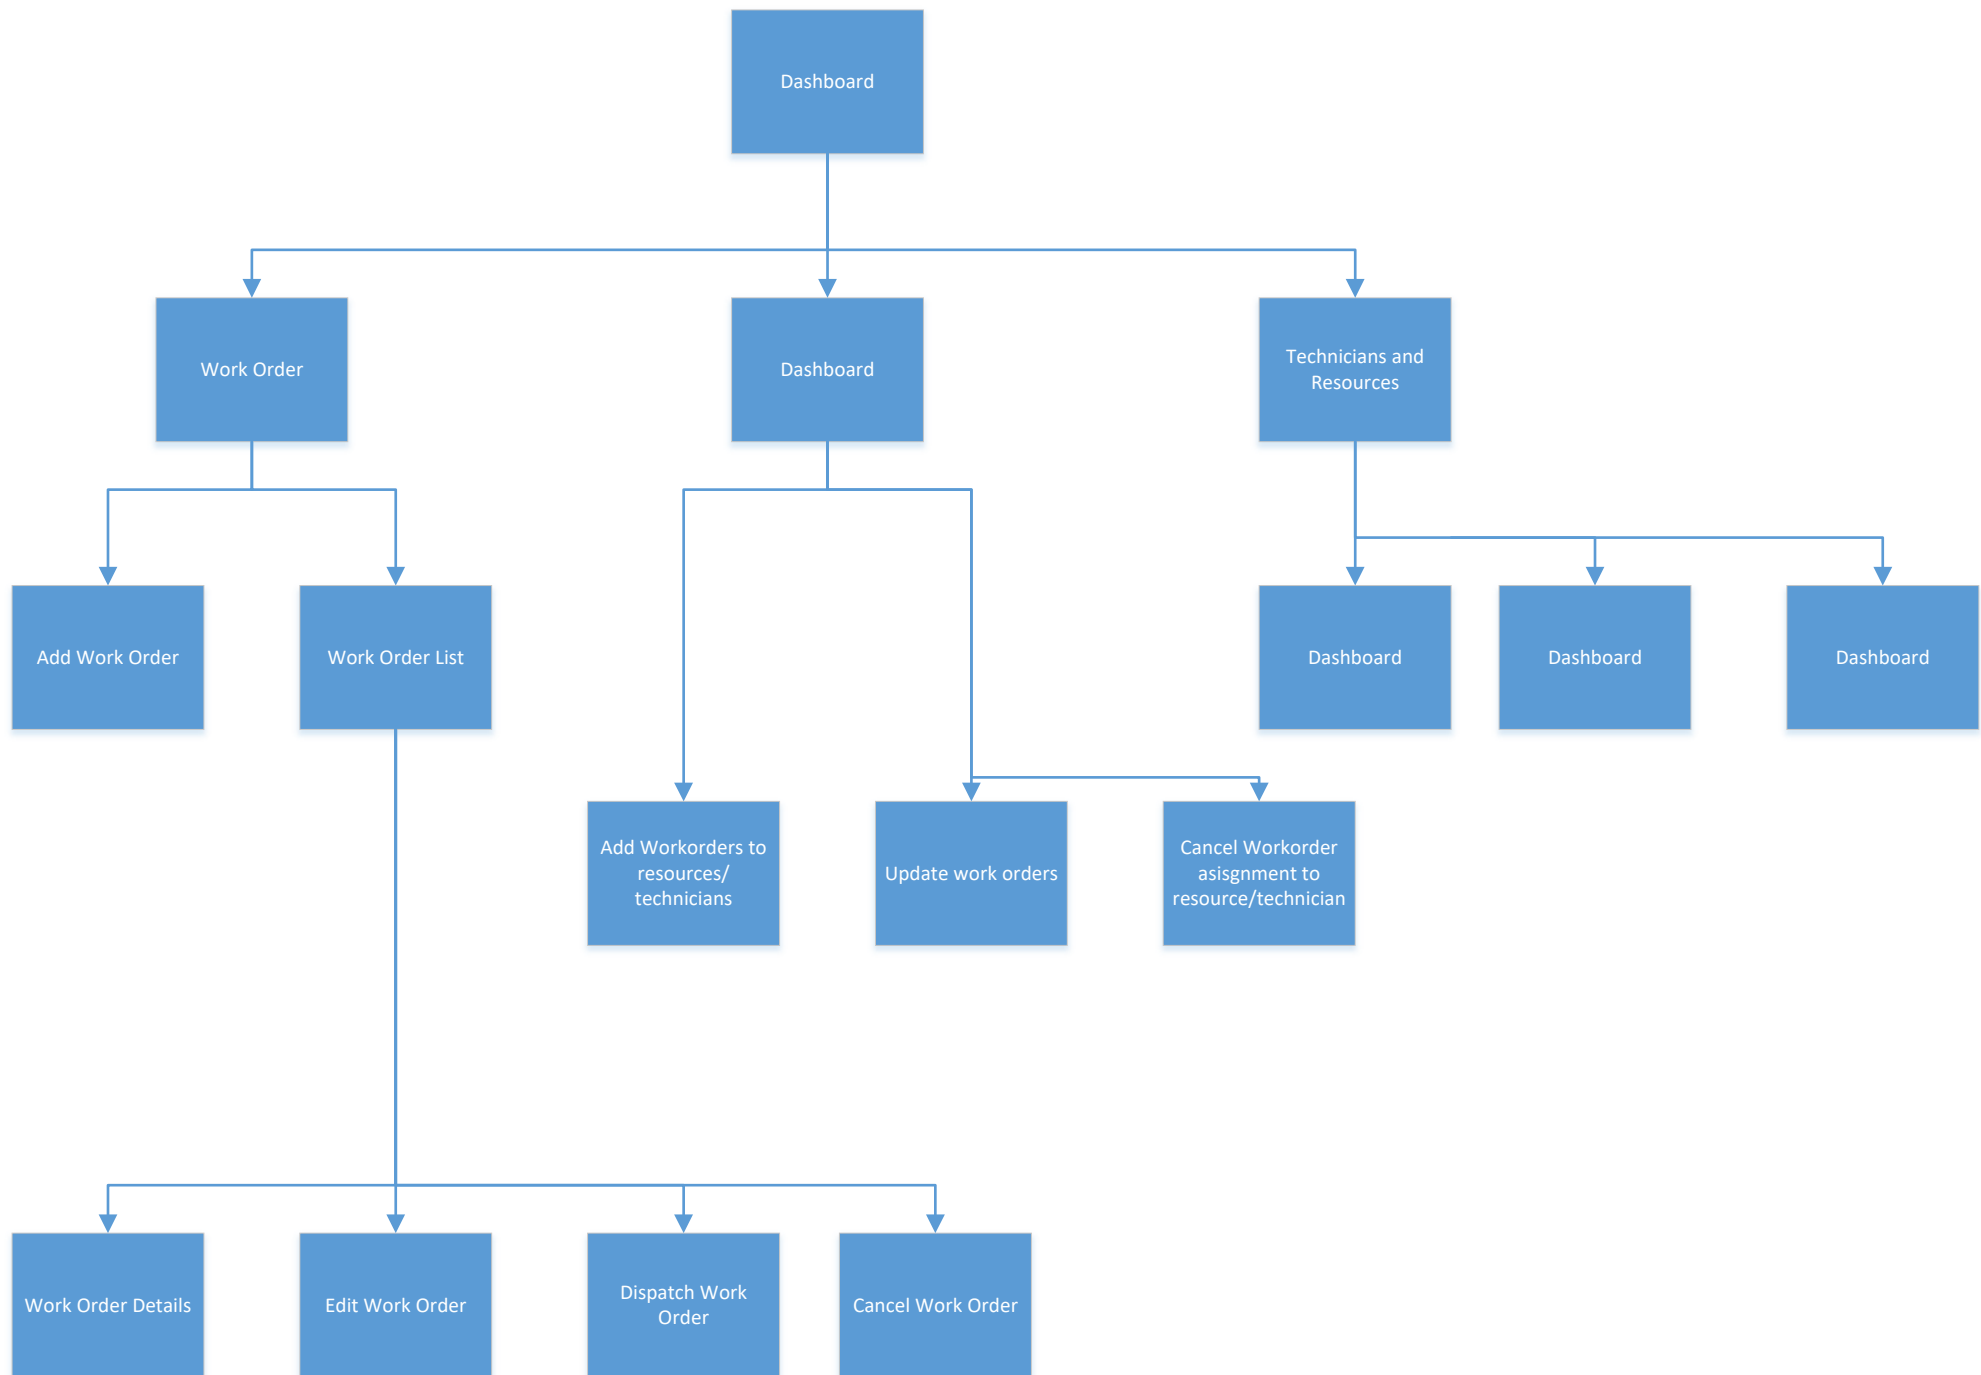 Dashboard
Work Order
Dashboard
Technicians and
Resources
Add Work Order
Work Order List
Dashboard
Dashboard
Dashboard
Add Workorders to
resources/
technicians
Update work orders
Cancel Workorder
asisgnment to
resource/technician
Work Order Details
Edit Work Order
Dispatch Work
Order
Cancel Work Order